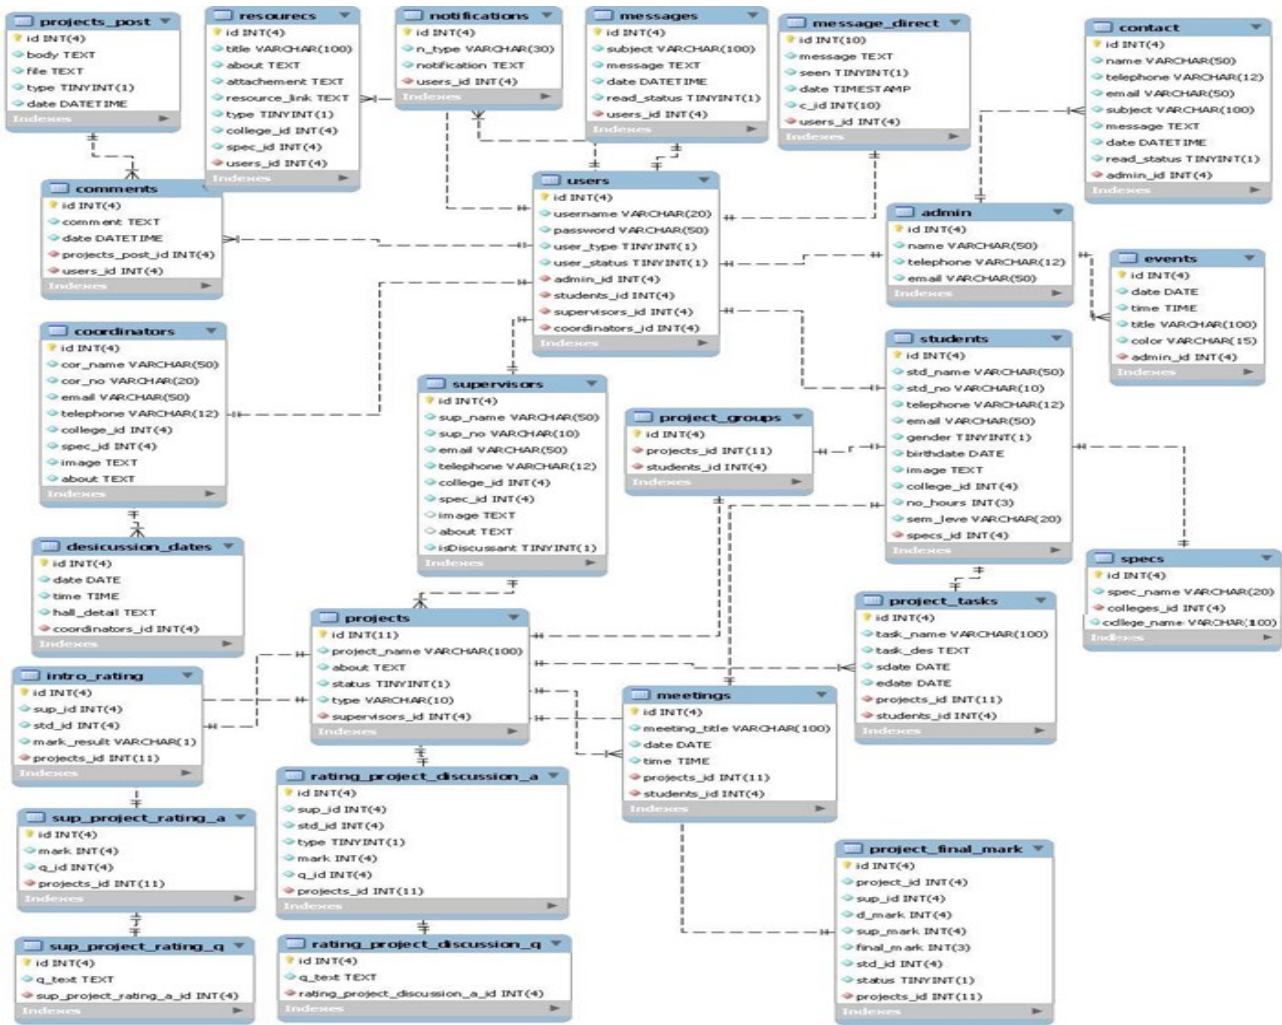 projects_post
id INT(4)
body TEXT
file TEXT
type TINYINT(1)
date DATETIME
Indexes
resourecs
id INT(4)
title VARCHAR(100)
about TEXT
attachement TEXT
resource_link TEXT
type TINYINT(1)
college_id INT(4)
spec_id INT(4)
users_id INT(4)
Indexes
notifications
id INT(4)
n_type VARCHAR(30)
notification TEXT
users_id INT(4)
Indexes
messages
id INT(4)
subject VARCHAR(100)
message TEXT
date DATETIME
read_status TINYINT(1)
users_id INT(4)
Indexes
message_direct
id INT(10)
message TEXT
seen TINYINT(1)
date TIMESTAMP
c_id INT(10)
users_id INT(4)
Indexes
contact
id INT(4)
name VARCHAR(50)
telephone VARCHAR(12)
email VARCHAR(50)
subject VARCHAR(100)
message TEXT
date DATETIME
read_status TINYINT(1)
admin_id INT(4)
Indexes
comments
id INT(4)
comment TEXT
date DATETIME
projects_post_id INT(4)
users_id INT(4)
Indexes
users
id INT(4)
username VARCHAR(20)
password VARCHAR(50)
user_type TINYINT(1)
user_status TINYINT(1)
admin_id INT(4)
students_id INT(4)
supervisors_id INT(4)
coordinators_id INT(4)
Indexes
admin
id INT(4)
name VARCHAR(50)
telephone VARCHAR(12)
email VARCHAR(50)
Indexes
events
id INT(4)
date DATE
time TIME
title VARCHAR(100)
color VARCHAR(15)
admin_id INT(4)
Indexes
coordinators
id INT(4)
cor_name VARCHAR(50)
cor_no VARCHAR(20)
email VARCHAR(50)
telephone VARCHAR(12)
college_id INT(4)
spec_id INT(4)
image TEXT
about TEXT
Indexes
supervisors
id INT(4)
sup_name VARCHAR(50)
sup_no VARCHAR(10)
email VARCHAR(50)
telephone VARCHAR(12)
college_id INT(4)
spec_id INT(4)
image TEXT
about TEXT
isDiscussant TINYINT(1)
Indexes
project_groups
id INT(4)
projects_id INT(11)
students_id INT(4)
Indexes
students
id INT(4)
std_name VARCHAR(50)
std_no VARCHAR(10)
telephone VARCHAR(12)
email VARCHAR(50)
gender TINYINT(1)
birthdate DATE
image TEXT
college_id INT(4)
no_hours INT(3)
sem_leve VARCHAR(20)
specs_id INT(4)
Indexes
desicussion_dates
id INT(4)
date DATE
time TIME
hall_detail TEXT
coordinators_id INT(4)
Indexes
specs
id INT(4)
spec_name VARCHAR(20)
colleges_id INT(4)
college_name VARCHAR(100)
Indexes
projects
id INT(11)
project_name VARCHAR(100)
about TEXT
status TINYINT(1)
type VARCHAR(10)
supervisors_id INT(4)
Indexes
project_tasks
id INT(4)
task_name VARCHAR(100)
task_des TEXT
sdate DATE
edate DATE
projects_id INT(11)
students_id INT(4)
Indexes
intro_rating
id INT(4)
sup_id INT(4)
std_id INT(4)
mark_result VARCHAR(1)
projects_id INT(11)
Indexes
meetings
id INT(4)
meeting_title VARCHAR(100)
date DATE
time TIME
projects_id INT(11)
students_id INT(4)
Indexes
rating_project_discussion_a
id INT(4)
sup_id INT(4)
std_id INT(4)
type TINYINT(1)
mark INT(4)
q_id INT(4)
projects_id INT(11)
Indexes
sup_project_rating_a
id INT(4)
mark INT(4)
q_id INT(4)
projects_id INT(11)
Indexes
project_final_mark
id INT(4)
project_id INT(4)
sup_id INT(4)
d_mark INT(4)
sup_mark INT(4)
final_mark INT(3)
std_id INT(4)
status TINYINT(1)
projects_id INT(11)
Indexes
sup_project_rating_q
id INT(4)
q_text TEXT
sup_project_rating_a_id INT(4)
Indexes
rating_project_discussion_q
id INT(4)
q_text TEXT
rating_project_discussion_a_id INT(4)
Indexes